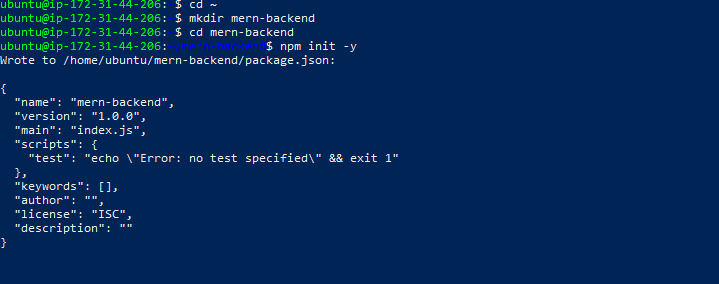 ubuntu@ip-172-31-44-206:~$ cd ~
ubuntu@ip-172-31-44-206:~$ mkdir mern-backend
ubuntu@ip-172-31-44-206:~$ cd mern-backend
ubuntu@ip-172-31-44-206:~/mern-backend$ npm init -y
Wrote to /home/ubuntu/mern-backend/package.json:
{
"name": "mern-backend",
"version": "1.0.0",
"main": "index.js",
"scripts": {
"test": "echo \"Error: no test specified\" && exit 1"
},
"keywords": [],
"author": "",
"license": "ISC",
"description": ""
}